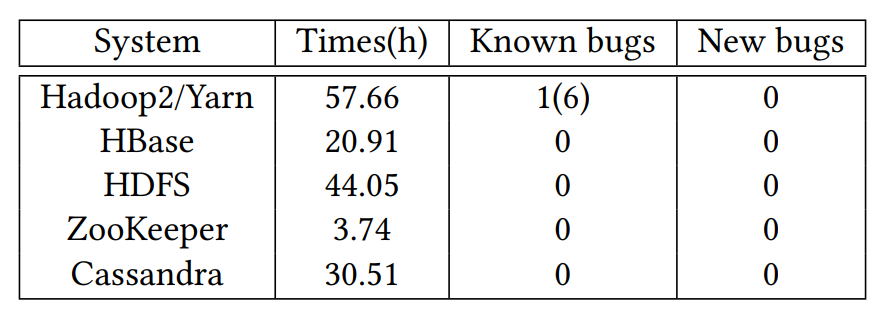 System Times(h) Known bugs New bugs
Hadoop2/Yarn 57.66 1(6) 0
HBase 20.91 0 0
HDFS 44.05 0 0
ZooKeeper 3.74 0 0
Cassandra 30.51 0 0